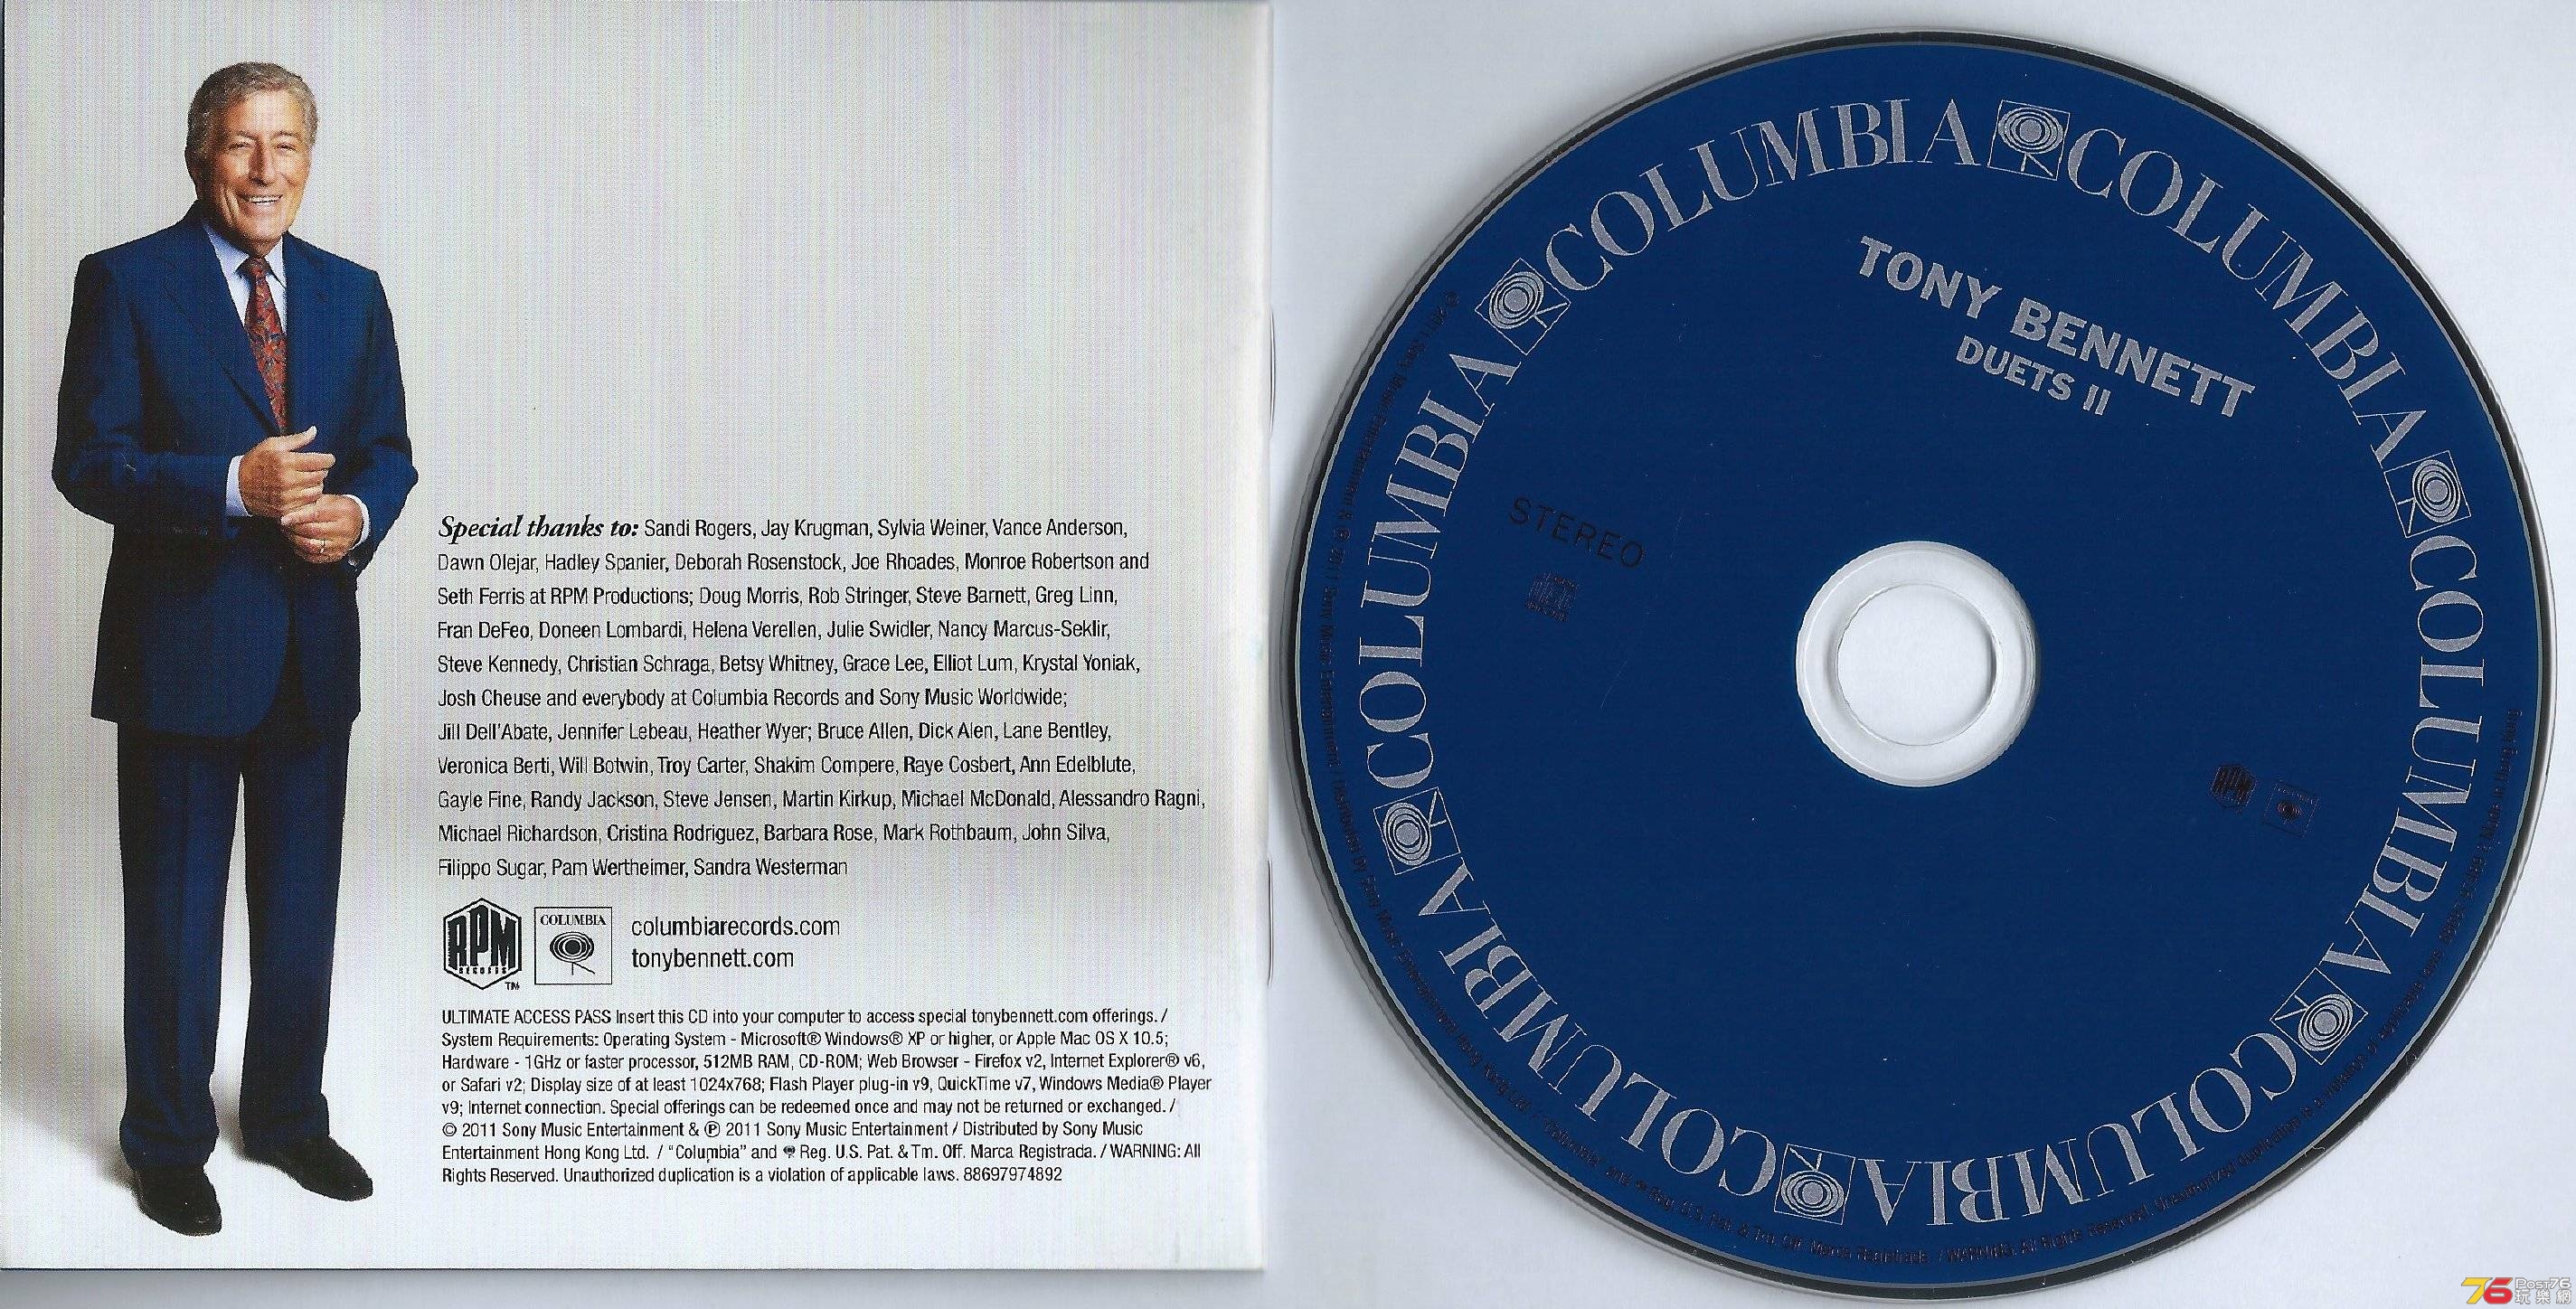 Special thanks to: Sandi Rogers, Jay Krugman, Sylvia Weiner, Vance Anderson,
Dawn Olejar, Hadley Spanier, Deborah Rosenstock, Joe Rhoades, Monroe Robertson and
Seth Ferris at RPM Productions; Doug Morris, Rob Stringer, Steve Barnett, Greg Linn,
Fran DeFeo, Doneen Lombardi, Helena Verellen, Julie Swidler, Nancy Marcus-Seklir,
Steve Kennedy, Christian Schraga, Betsy Whitney, Grace Lee, Elliot Lum, Krystal Yoniak,
Josh Cheuse and everybody at Columbia Records and Sony Music Worldwide;
Jill Dell'Abate, Jennifer Lebeau, Heather Wyer; Bruce Allen, Dick Alen, Lane Bentley,
Veronica Berti, Will Botwin, Troy Carter, Shakim Compere, Raye Cosbert, Ann Edelblute,
Gayle Fine, Randy Jackson, Steve Jensen, Martin Kirkup, Michael McDonald, Alessandro Ragni,
Michael Richardson, Cristina Rodriguez, Barbara Rose, Mark Rothbaum, John Silva,
Filippo Sugar, Pam Wertheimer, Sandra Westerman
RPM
RECORDS
TM
COLUMBIA
columbiarecords.com
tonybennett.com
ULTIMATE ACCESS PASS Insert this CD into your computer to access special tonybennett.com offerings. /
System Requirements: Operating System - Microsoft® Windows® XP or higher, or Apple Mac OS X 10.5;
Hardware - 1GHz or faster processor, 512MB RAM, CD-ROM; Web Browser - Firefox v2, Internet Explorer® v6,
or Safari v2; Display size of at least 1024x768; Flash Player plug-in v9, QuickTime v7, Windows Media® Player
v9; Internet connection. Special offerings can be redeemed once and may not be returned or exchanged. /
© 2011 Sony Music Entertainment & ℗ 2011 Sony Music Entertainment / Distributed by Sony Music
Entertainment Hong Kong Ltd. / "Columbia" and Reg. U.S. Pat. & Tm. Off. Marca Registrada. / WARNING: All
Rights Reserved. Unauthorized duplication is a violation of applicable laws. 88697974892
COLUMBIA
COLUMBIA
COLUMBIA
COLUMBIA
COLUMBIA
COLUMBIA
COLUMBIA
TONY BENNETT
DUETS II
STEREO
RPM
76 Post76
玩樂網